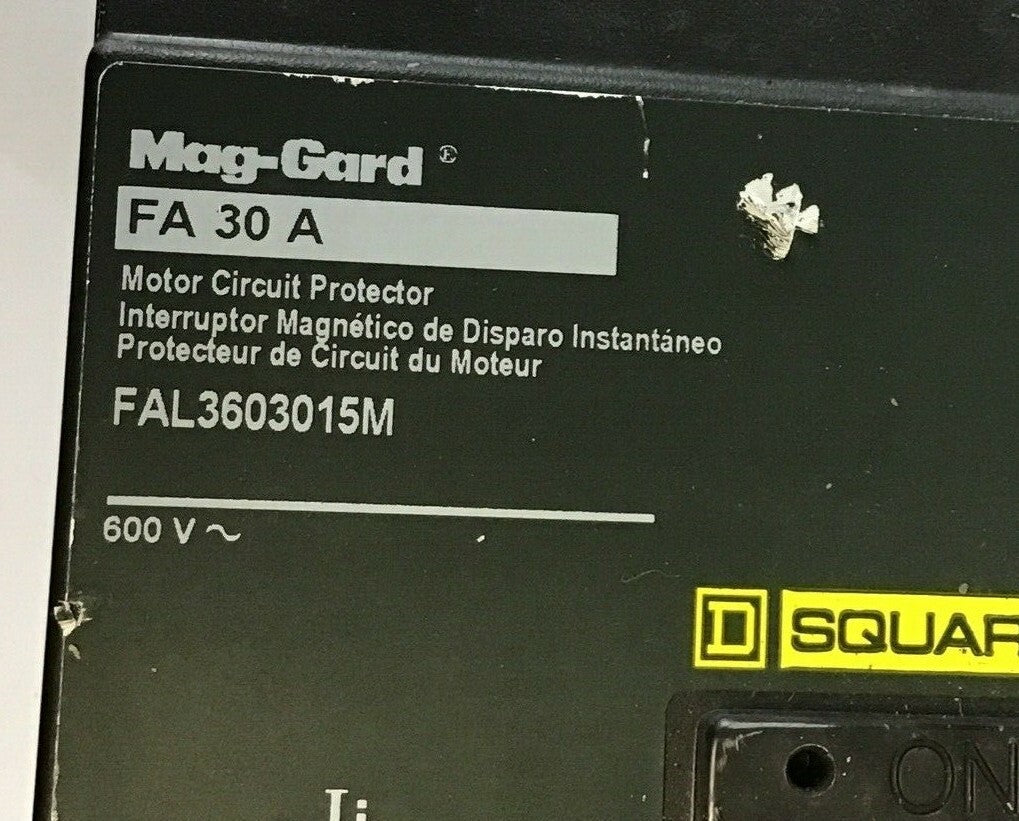 Mag-Gard ®
FA 30 A
Motor Circuit Protector
Interruptor Magnético de Disparo Instantáneo
Protecteur de Circuit du Moteur
FAL3603015M
600 V ~
D SQUAR
ON
Ii